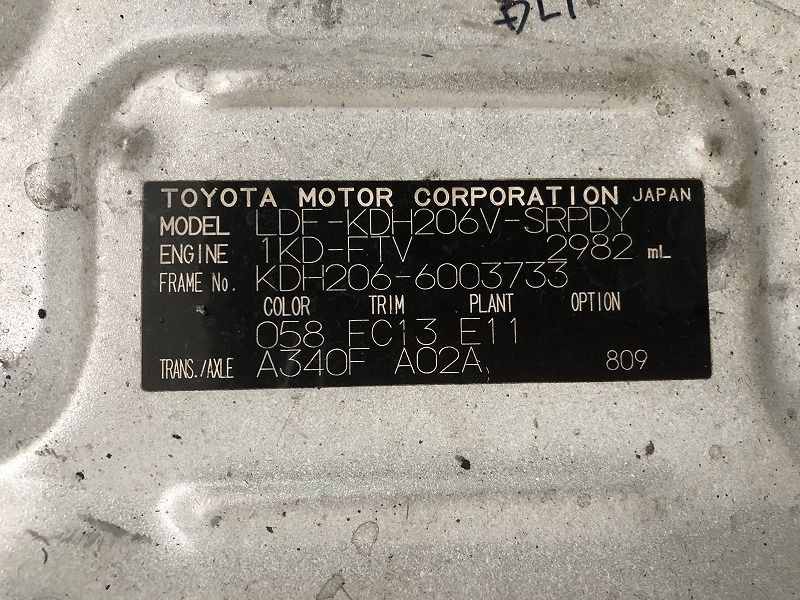 TOYOTA MOTOR CORPORATION JAPAN
MODEL LDF-KDH206V-SRPDY
ENGINE 1KD-FTV 2982 mL
FRAME No. KDH206-6003733
COLOR TRIM PLANT OPTION
058 FC13 E11
TRANS./AXLE A340F A02A 809